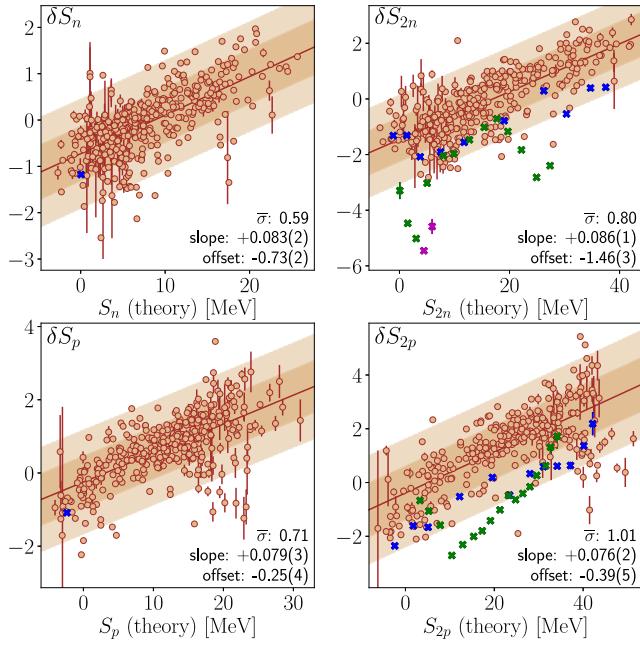 δS_n
2
1
0
−1
−2
−3
0 10 20
σ̅: 0.59
slope: +0.083(2)
offset: -0.73(2)
S_n (theory) [MeV]
δS_2n
2
0
−2
−4
−6
0 20 40
σ̅: 0.80
slope: +0.086(1)
offset: -1.46(3)
S_2n (theory) [MeV]
δS_p
4
2
0
−2
0 10 20 30
σ̅: 0.71
slope: +0.079(3)
offset: -0.25(4)
S_p (theory) [MeV]
δS_2p
4
2
0
−2
0 20 40
σ̅: 1.01
slope: +0.076(2)
offset: -0.39(5)
S_2p (theory) [MeV]